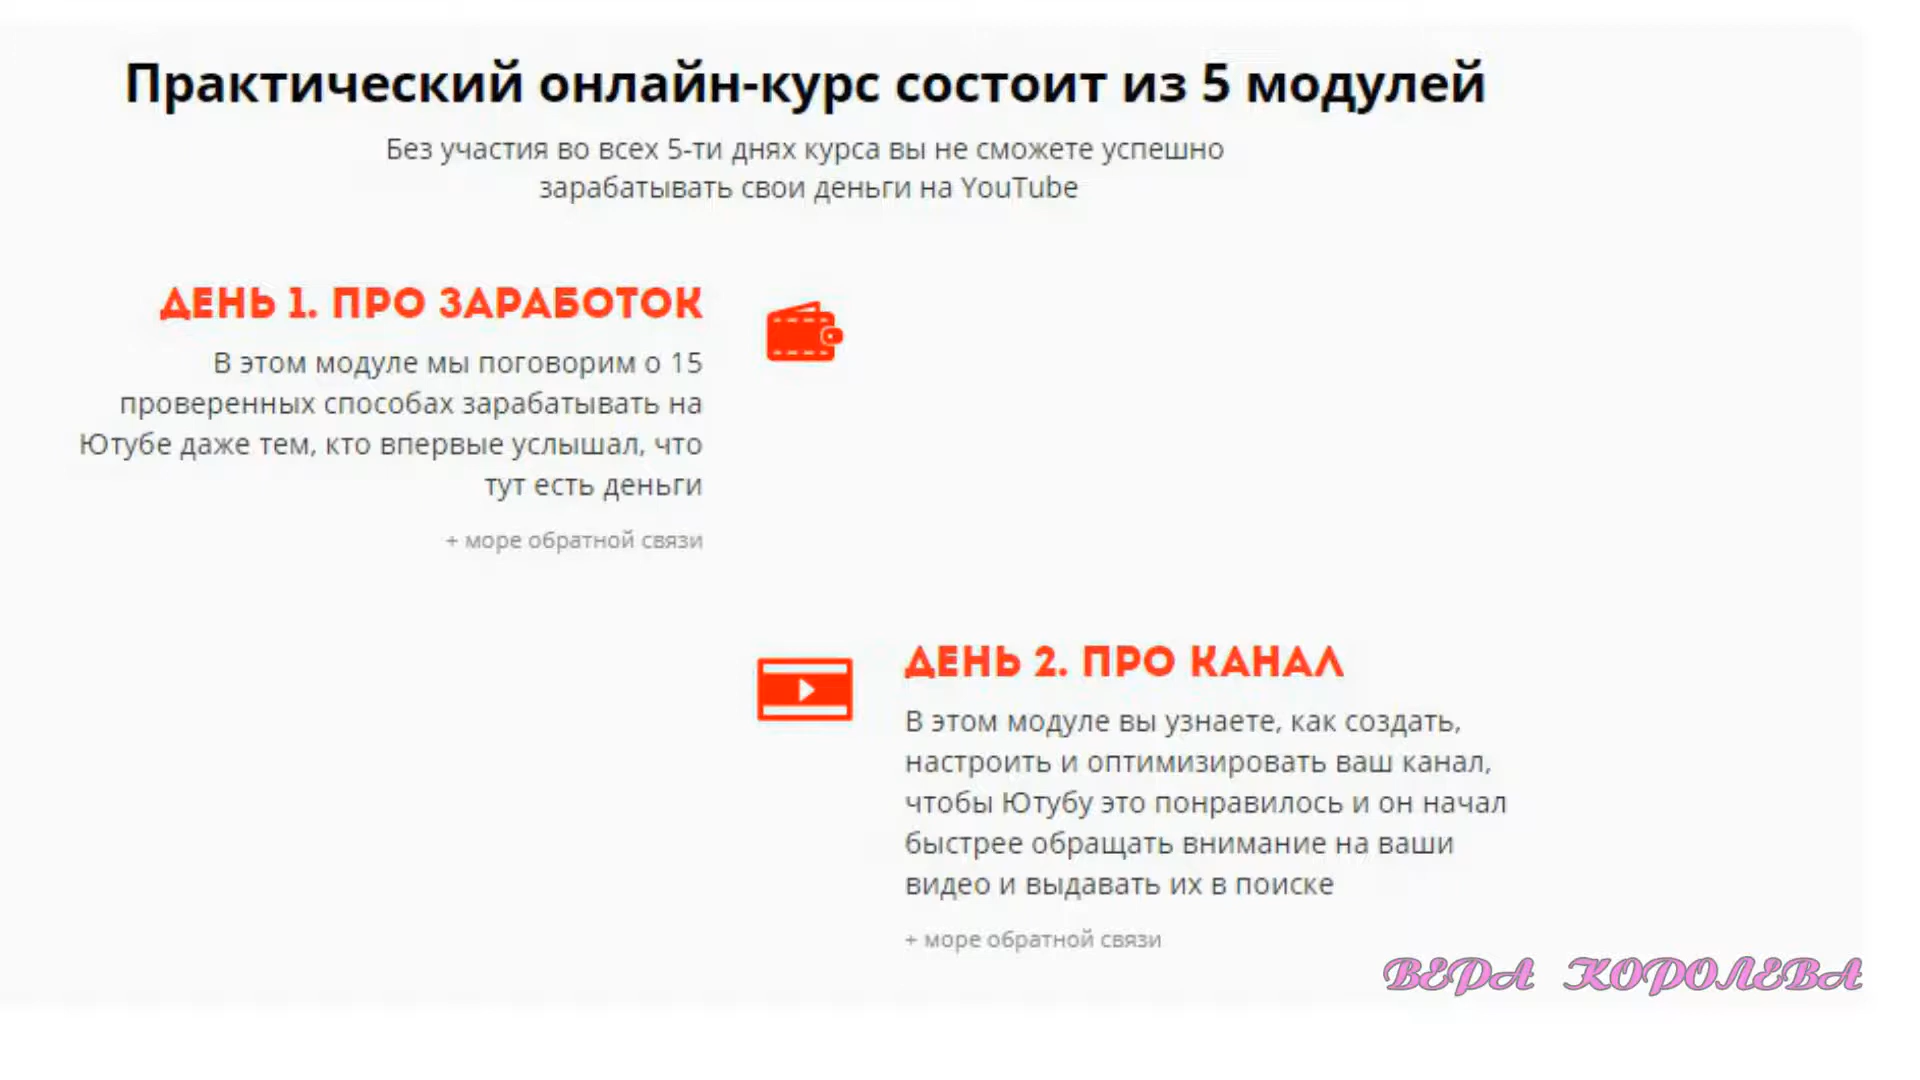 Практический онлайн-курс состоит из 5 модулей
Без участия во всех 5-ти днях курса вы не сможете успешно
зарабатывать свои деньги на YouTube
ДЕНЬ 1. ПРО ЗАРАБОТОК
В этом модуле мы поговорим о 15
проверенных способах зарабатывать на
Ютубе даже тем, кто впервые услышал, что
тут есть деньги
+ море обратной связи
ДЕНЬ 2. ПРО КАНАЛ
В этом модуле вы узнаете, как создать,
настроить и оптимизировать ваш канал,
чтобы Ютубу это понравилось и он начал
быстрее обращать внимание на ваши
видео и выдавать их в поиске
+ море обратной связи
ВЕРА КОРОЛЕВА